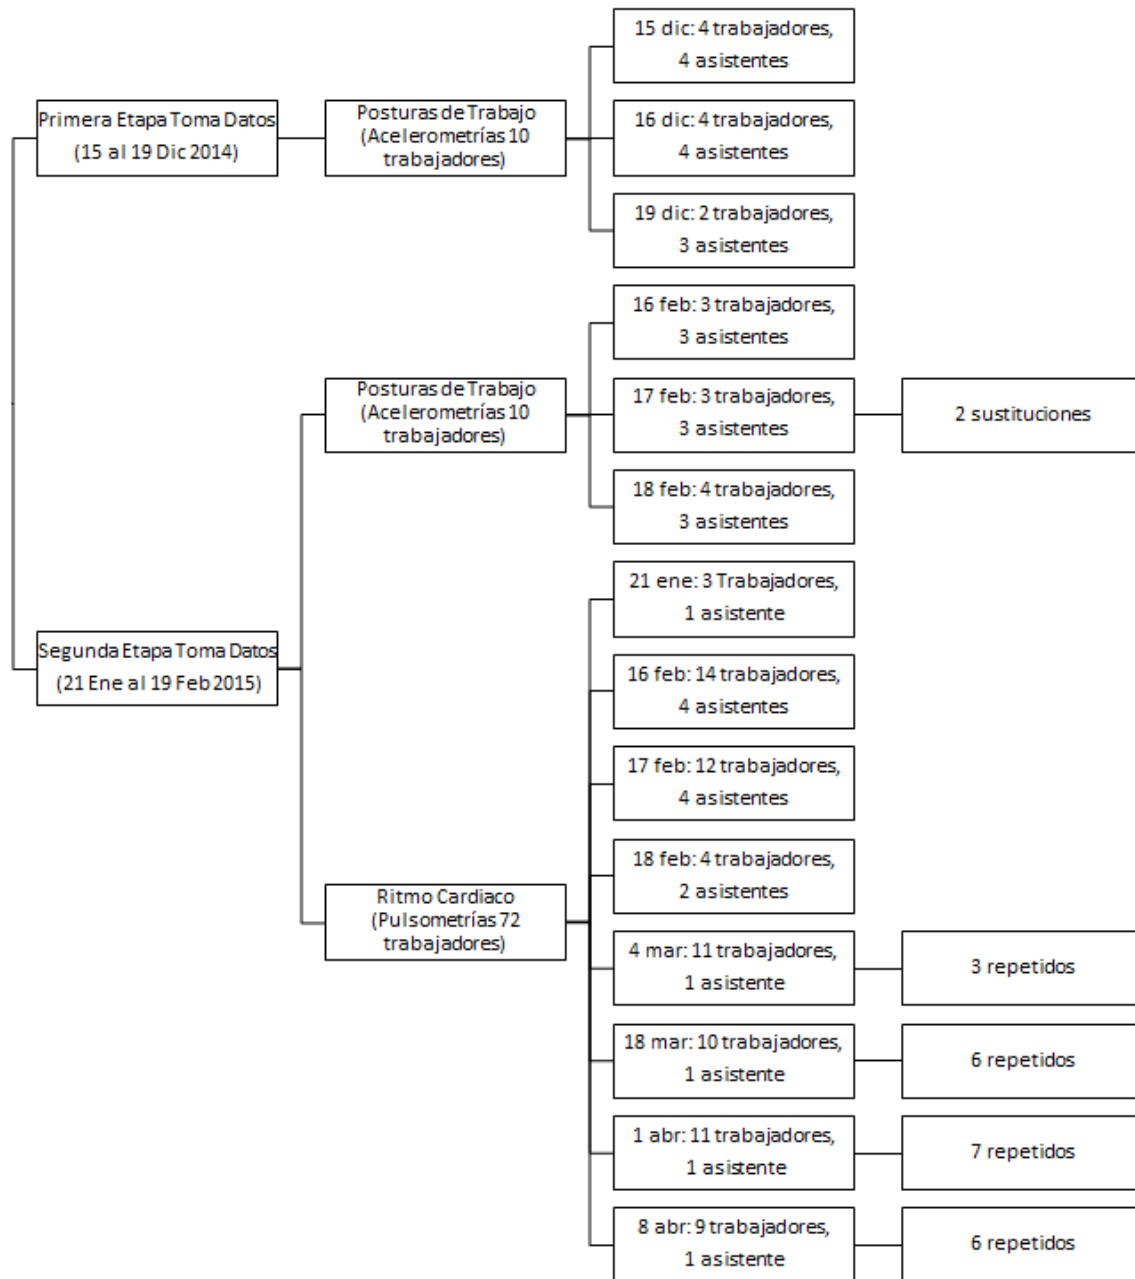 Primera Etapa Toma Datos
(15 al 19 Dic 2014)
Posturas de Trabajo
(Acelerometrías 10
trabajadores)
15 dic: 4 trabajadores,
4 asistentes
16 dic: 4 trabajadores,
4 asistentes
19 dic: 2 trabajadores,
3 asistentes
Segunda Etapa Toma Datos
(21 Ene al 19 Feb 2015)
Posturas de Trabajo
(Acelerometrías 10
trabajadores)
16 feb: 3 trabajadores,
3 asistentes
17 feb: 3 trabajadores,
3 asistentes
2 sustituciones
18 feb: 4 trabajadores,
3 asistentes
Ritmo Cardiaco
(Pulsometrías 72
trabajadores)
21 ene: 3 Trabajadores,
1 asistente
16 feb: 14 trabajadores,
4 asistentes
17 feb: 12 trabajadores,
4 asistentes
18 feb: 4 trabajadores,
2 asistentes
4 mar: 11 trabajadores,
1 asistente
3 repetidos
18 mar: 10 trabajadores,
1 asistente
6 repetidos
1 abr: 11 trabajadores,
1 asistente
7 repetidos
8 abr: 9 trabajadores,
1 asistente
6 repetidos